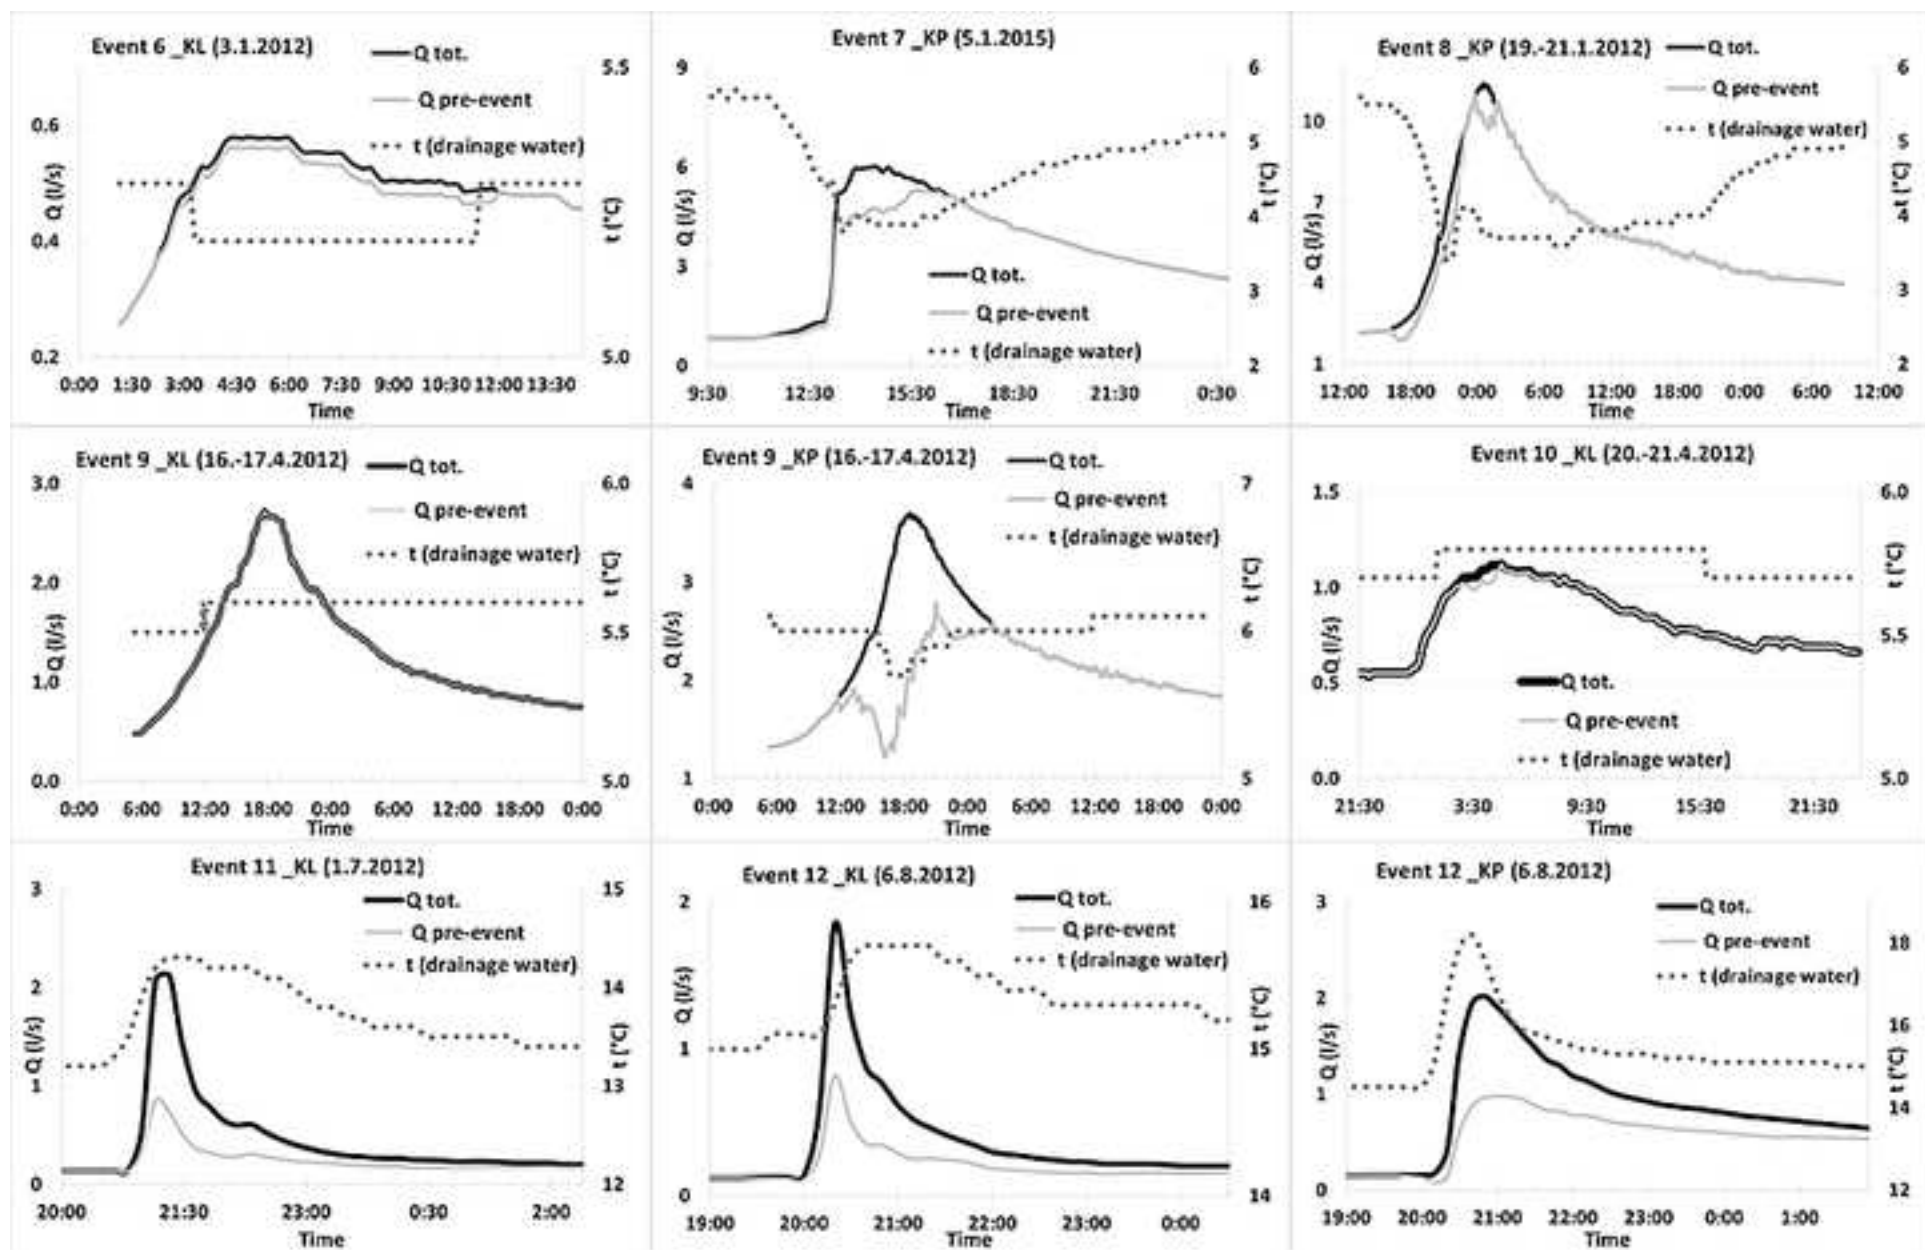 Event 6 _KL (3.1.2012)
Q tot.
Q pre-event
t (drainage water)
5.5
5.0
0.6
0.4
0.2
Q (l/s)
t (°C)
0:00 1:30 3:00 4:30 6:00 7:30 9:00 10:30 12:00 13:30
Time
Event 7 _KP (5.1.2015)
9
6
3
0
Q (l/s)
6
5
4
3
2
t (°C)
Q tot.
Q pre-event
t (drainage water)
9:30 12:30 15:30 18:30 21:30 0:30
Time
Event 8 _KP (19.-21.1.2012)
Q tot.
Q pre-event
t (drainage water)
10
7
4
1
Q (l/s)
6
5
4
3
2
t (°C)
12:00 18:00 0:00 6:00 12:00 18:00 0:00 6:00 12:00
Time
Event 9 _KL (16.-17.4.2012)
Q tot.
Q pre-event
t (drainage water)
3.0
2.0
1.0
0.0
Q (l/s)
6.0
5.5
5.0
t (°C)
0:00 6:00 12:00 18:00 0:00 6:00 12:00 18:00 0:00
Time
Event 9 _KP (16.-17.4.2012)
Q tot.
Q pre-event
t (drainage water)
4
3
2
1
Q (l/s)
7
6
5
t (°C)
0:00 6:00 12:00 18:00 0:00 6:00 12:00 18:00 0:00
Time
Event 10 _KL (20.-21.4.2012)
1.5
1.0
0.5
0.0
Q (l/s)
6.0
5.5
5.0
t (°C)
Q tot.
Q pre-event
t (drainage water)
21:30 3:30 9:30 15:30 21:30
Time
Event 11 _KL (1.7.2012)
Q tot.
Q pre-event
t (drainage water)
3
2
1
0
Q (l/s)
15
14
13
12
t (°C)
20:00 21:30 23:00 0:30 2:00
Time
Event 12 _KL (6.8.2012)
Q tot.
Q pre-event
t (drainage water)
2
1
0
Q (l/s)
16
15
14
t (°C)
19:00 20:00 21:00 22:00 23:00 0:00
Time
Event 12 _KP (6.8.2012)
Q tot.
Q pre-event
t (drainage water)
3
2
1
0
Q (l/s)
18
16
14
12
t (°C)
19:00 20:00 21:00 22:00 23:00 0:00 1:00
Time